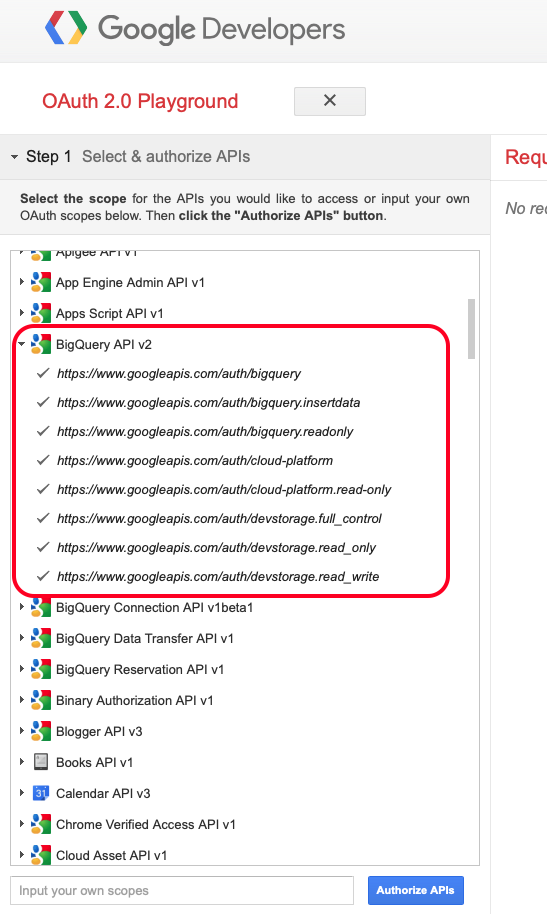 Google Developers
OAuth 2.0 Playground
✕
Step 1 Select & authorize APIs
Requ
Select the scope for the APIs you would like to access or input your own
OAuth scopes below. Then click the "Authorize APIs" button.
No rec
Apigee API v1
App Engine Admin API v1
Apps Script API v1
BigQuery API v2
https://www.googleapis.com/auth/bigquery
https://www.googleapis.com/auth/bigquery.insertdata
https://www.googleapis.com/auth/bigquery.readonly
https://www.googleapis.com/auth/cloud-platform
https://www.googleapis.com/auth/cloud-platform.read-only
https://www.googleapis.com/auth/devstorage.full_control
https://www.googleapis.com/auth/devstorage.read_only
https://www.googleapis.com/auth/devstorage.read_write
BigQuery Connection API v1beta1
BigQuery Data Transfer API v1
BigQuery Reservation API v1
Binary Authorization API v1
Blogger API v3
Books API v1
31 Calendar API v3
Chrome Verified Access API v1
Cloud Asset API v1
Input your own scopes
Authorize APIs